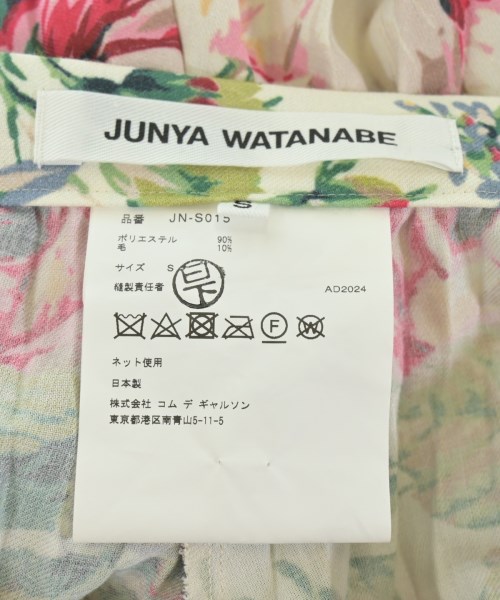 JUNYA WATANABE
S
品番 JN-S015
ポリエステル 90%
毛 10%
サイズ S
縫製責任者
AD2024
F W
ネット使用
日本製
株式会社 コム デ ギャルソン
東京都港区南青山5-11-5